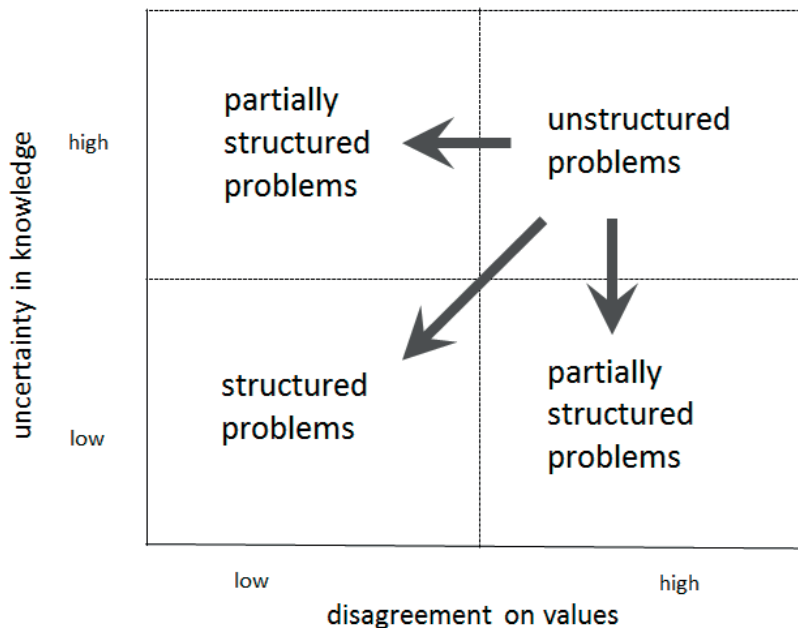 partially
structured
problems
unstructured
problems
high
uncertainty in knowledge
structured
problems
partially
structured
problems
low
low
high
disagreement on values